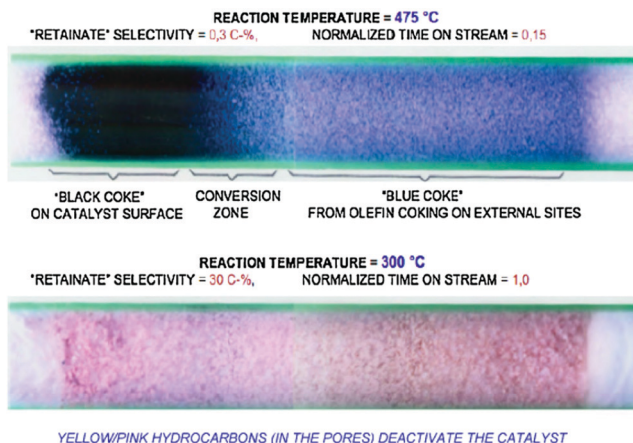 REACTION TEMPERATURE = 475 °C
"RETAINATE" SELECTIVITY = 0,3 C-%, NORMALIZED TIME ON STREAM = 0,15
"BLACK COKE" CONVERSION "BLUE COKE"
ON CATALYST SURFACE ZONE FROM OLEFIN COKING ON EXTERNAL SITES
REACTION TEMPERATURE = 300 °C
"RETAINATE" SELECTIVITY = 30 C-%, NORMALIZED TIME ON STREAM = 1,0
YELLOW/PINK HYDROCARBONS (IN THE PORES) DEACTIVATE THE CATALYST